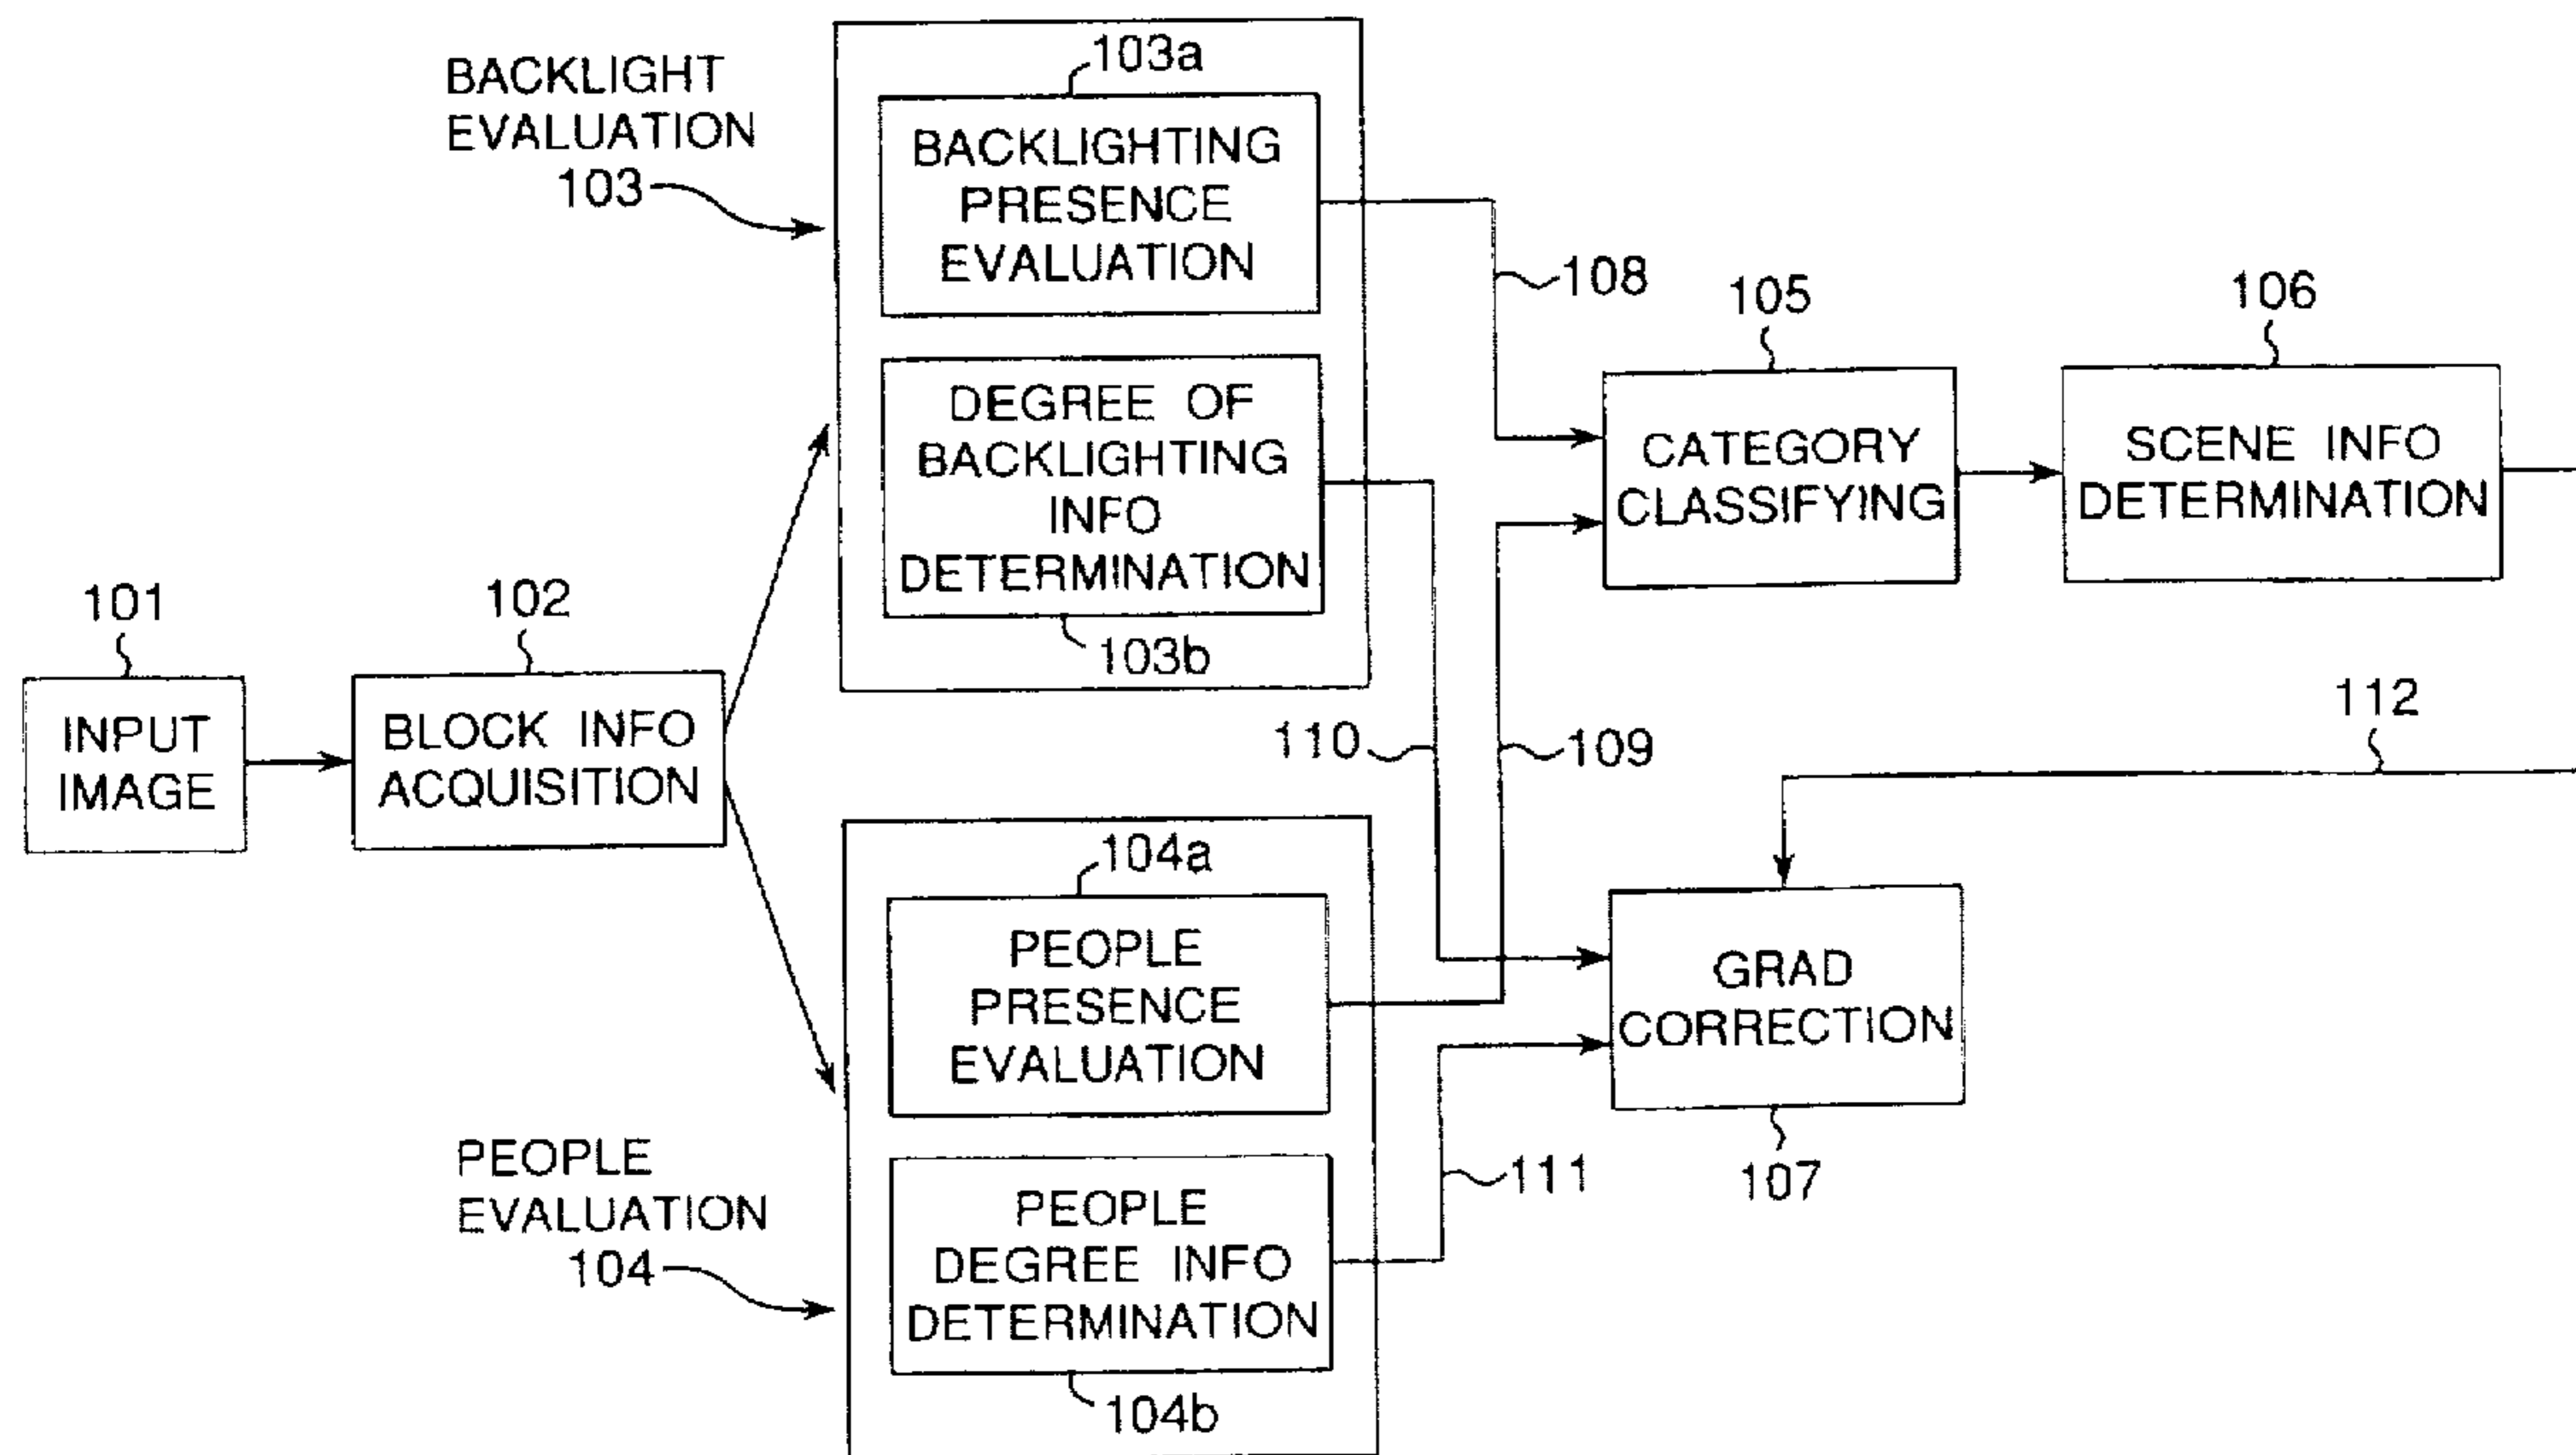 BACKLIGHT
EVALUATION
103
103a
BACKLIGHTING
PRESENCE
EVALUATION
DEGREE OF
BACKLIGHTING
INFO
DETERMINATION
103b
101
INPUT
IMAGE
102
BLOCK INFO
ACQUISITION
108
105
CATEGORY
CLASSIFYING
106
SCENE INFO
DETERMINATION
110
109
112
PEOPLE
EVALUATION
104
104a
PEOPLE
PRESENCE
EVALUATION
PEOPLE
DEGREE INFO
DETERMINATION
104b
111
GRAD
CORRECTION
107